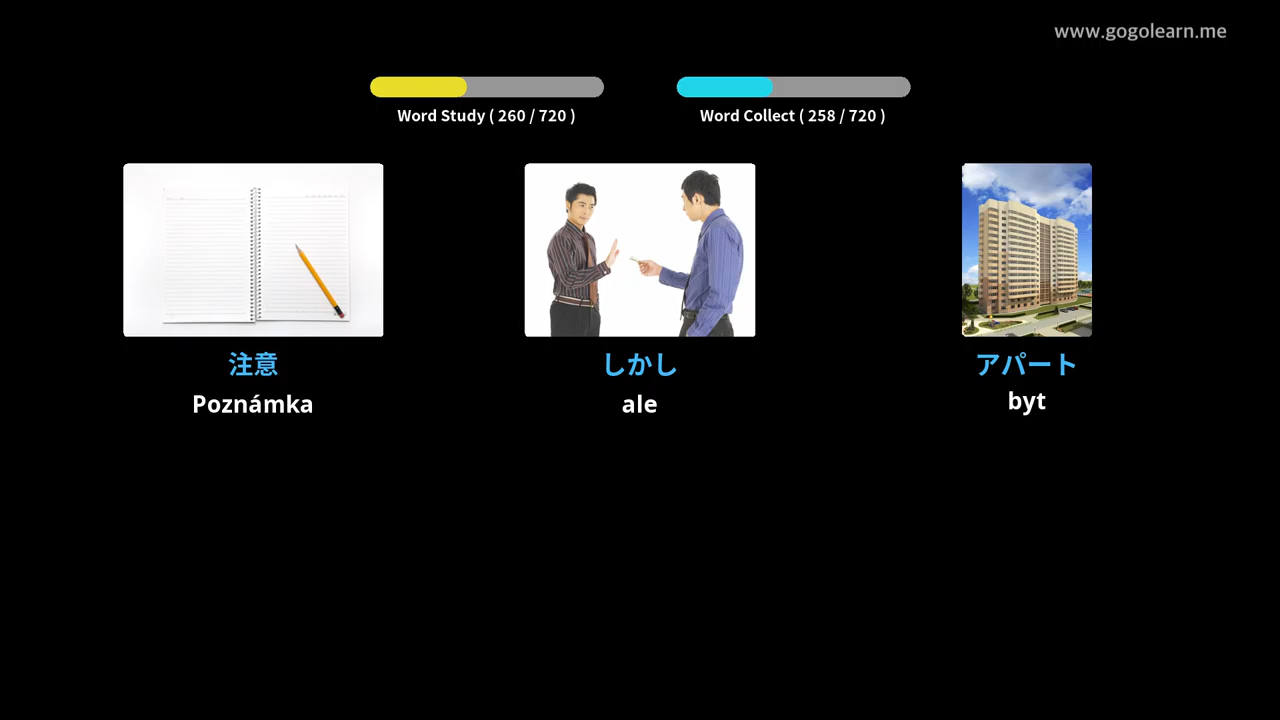 www.gogolearn.me
Word Study ( 260 / 720 )
Word Collect ( 258 / 720 )
注意
Poznámka
しかし
ale
アパート
byt